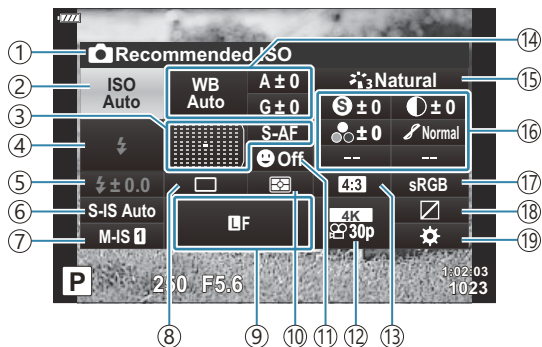 ① Recommended ISO
⑭
② ISO Auto
WB Auto
A±0
G±0
3 Natural
⑮
③
S-AF
S±0
±0
±0
Normal
--
--
⑯
④
Off
⑤ ±0.0
4:3
sRGB
⑰
⑥ S-IS Auto
LF
4K
30p
⑱
⑦ M-IS 1
⑲
P
250 F5.6
1:02:03
1023
⑧ ⑨ ⑩ ⑪ ⑫ ⑬